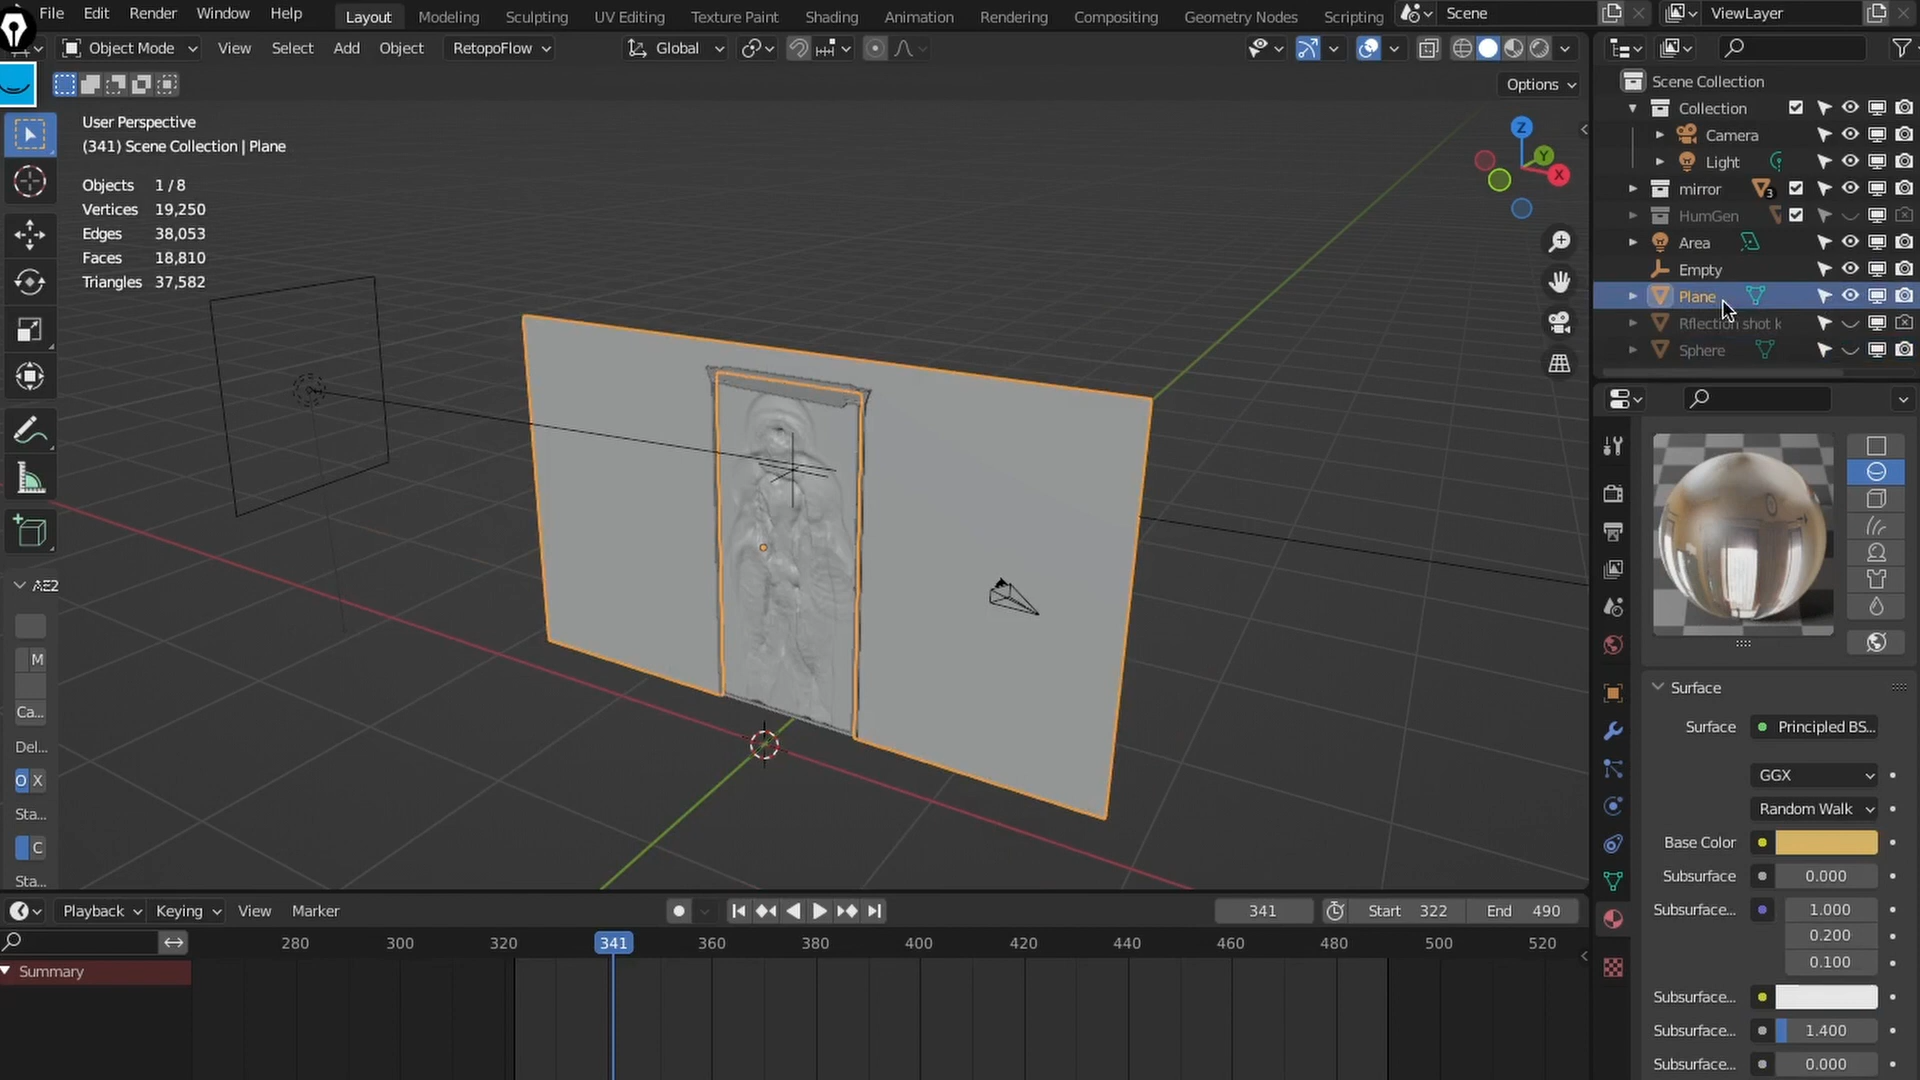 File Edit Render Window Help Layout Modeling Sculpting UV Editing Texture Paint Shading Animation Rendering Compositing Geometry Nodes Scripting Scene ViewLayer
Object Mode View Select Add Object RetopoFlow Global
Options
User Perspective
(341) Scene Collection | Plane
Objects 1 / 8
Vertices 19,250
Edges 38,053
Faces 18,810
Triangles 37,582
Z
Y
X
AE2
M
Ca...
Del...
O X
Sta...
C
Sta...
Scene Collection
Collection
Camera
Light
mirror 3
HumGen
Area
Empty
Plane
Rflection shot k
Sphere
Surface
Surface Principled BS...
GGX
Random Walk
Base Color
Subsurface 0.000
Subsurface... 1.000
0.200
0.100
Subsurface...
Subsurface... 1.400
Subsurface... 0.000
Playback Keying View Marker 341 Start 322 End 490
280 300 320 341 360 380 400 420 440 460 480 500 520
Summary